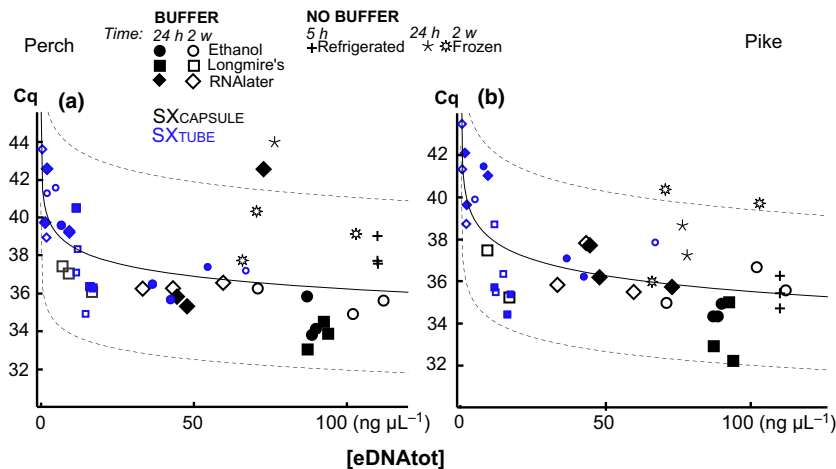 BUFFER NO BUFFER
Perch Time: 24 h 2 w 5 h 24 h 2 w Pike
Ethanol Refrigerated Frozen
Longmire's
RNAlater
Cq (a) Cq (b)
SXCAPSULE
SXTUBE
44
42
40
38
36
34
32
42
40
38
36
34
32
0 50 100 (ng µL–1) 0 50 100 (ng µL–1)
[eDNAtot]